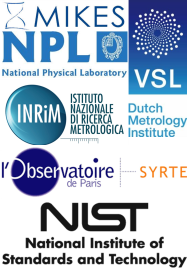 MIKES
NPL
National Physical Laboratory
VSL
INRiM
ISTITUTO
NAZIONALE
DI RICERCA
METROLOGICA
Dutch
Metrology
Institute
l'Observatoire
de Paris
SYRTE
NIST
National Institute of
Standards and Technology